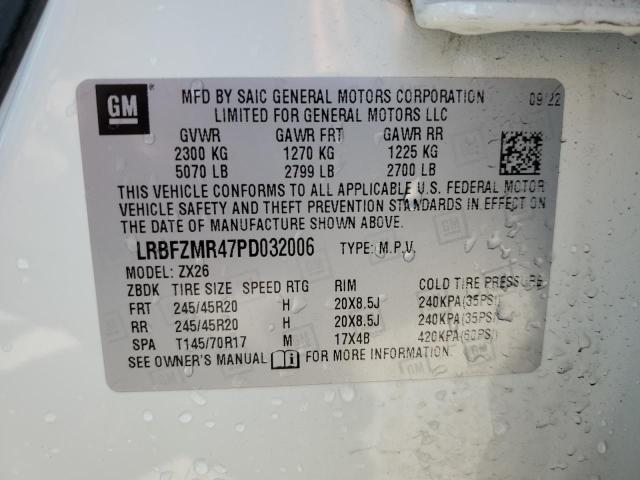 GM
MFD BY SAIC GENERAL MOTORS CORPORATION 09/22
LIMITED FOR GENERAL MOTORS LLC
GVWR GAWR FRT GAWR RR
2300 KG 1270 KG 1225 KG
5070 LB 2799 LB 2700 LB
THIS VEHICLE CONFORMS TO ALL APPLICABLE U.S. FEDERAL MOTOR
VEHICLE SAFETY AND THEFT PREVENTION STANDARDS IN EFFECT ON
THE DATE OF MANUFACTURE SHOWN ABOVE.
LRBFZMR47PD032006 TYPE: M.P.V.
MODEL: ZX26
ZBDK TIRE SIZE SPEED RTG RIM COLD TIRE PRESSURE
FRT 245/45R20 H 20X8.5J 240KPA(35PSI)
RR 245/45R20 H 20X8.5J 240KPA(35PSI)
SPA T145/70R17 M 17X4B 420KPA(60PSI)
SEE OWNER'S MANUAL FOR MORE INFORMATION.